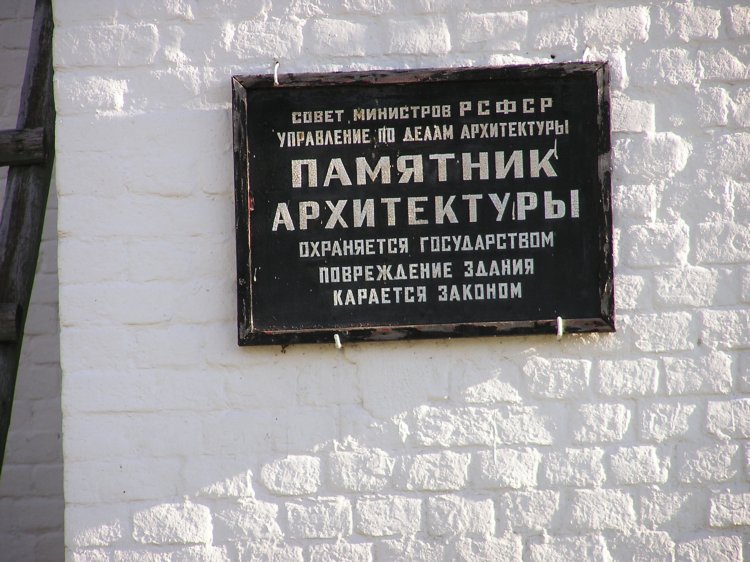 СОВЕТ МИНИСТРОВ РСФСР
УПРАВЛЕНИЕ ПО ДЕЛАМ АРХИТЕКТУРЫ
ПАМЯТНИК
АРХИТЕКТУРЫ
ОХРАНЯЕТСЯ ГОСУДАРСТВОМ
ПОВРЕЖДЕНИЕ ЗДАНИЯ
КАРАЕТСЯ ЗАКОНОМ